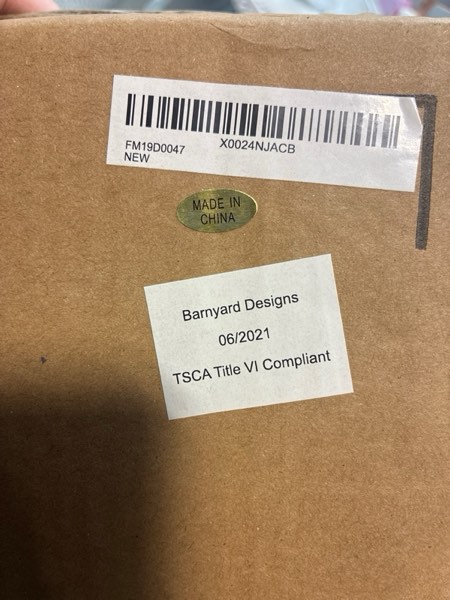 FM19D0047 X0024NJACB
NEW
MADE IN
CHINA
Barnyard Designs
06/2021
TSCA Title VI Compliant